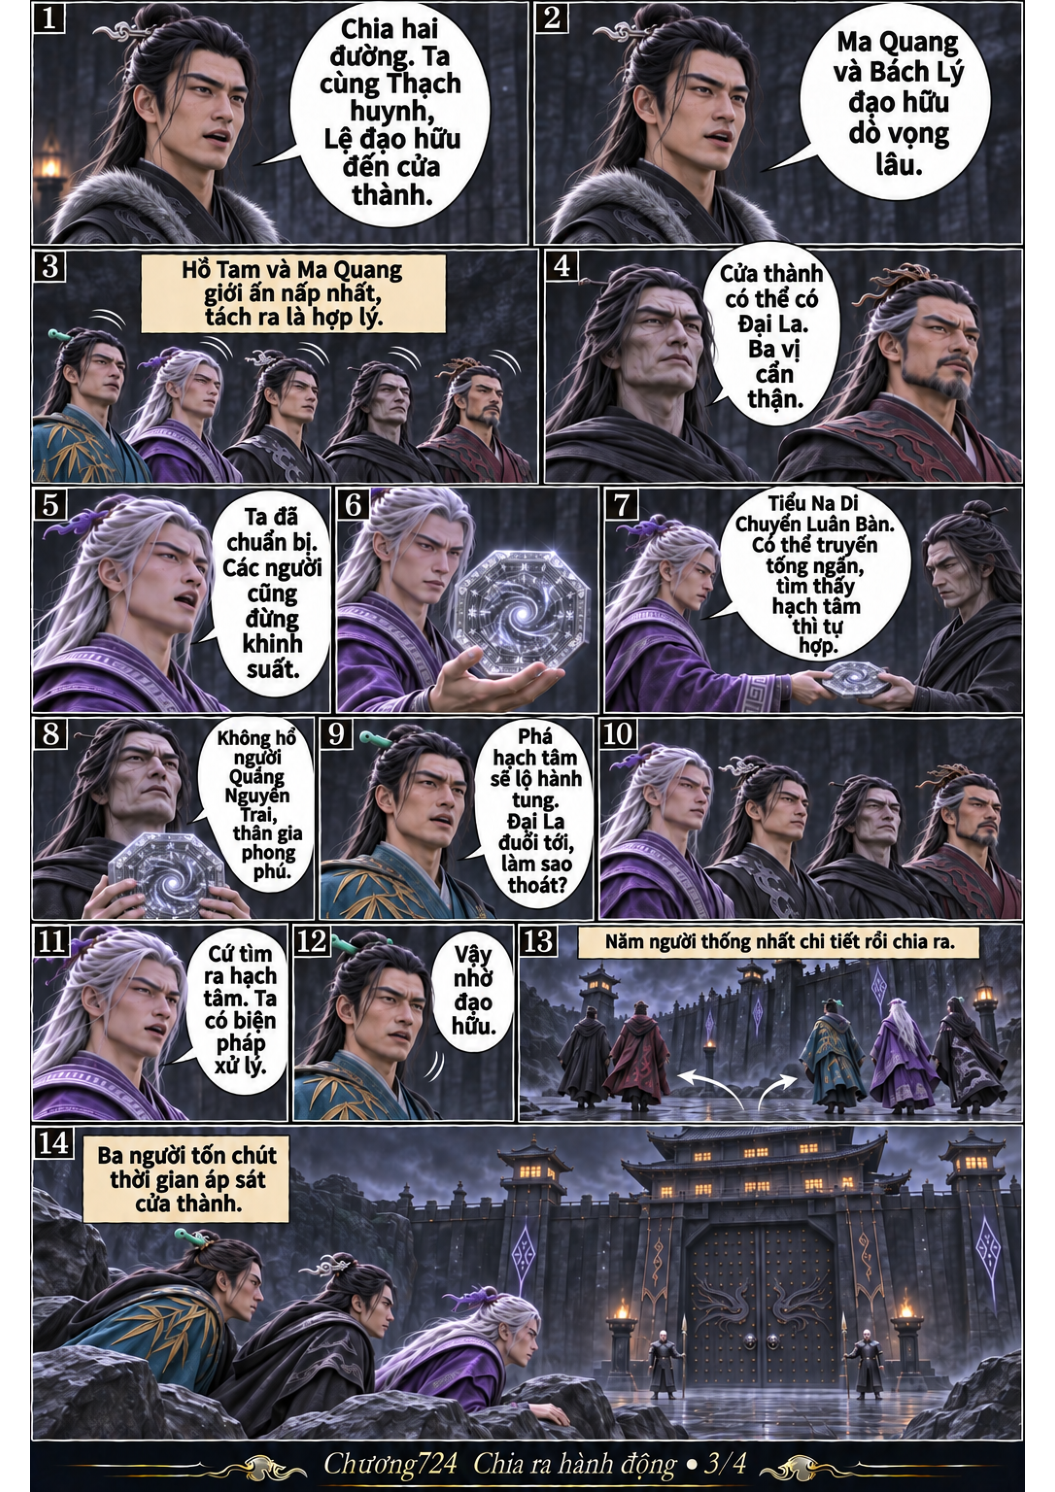 1
Chia hai
đường. Ta
cùng Thạch
huynh,
Lệ đạo hữu
đến cửa
thành.
2
Ma Quang
và Bách Lý
đạo hữu
dò vọng
lâu.
3
Hồ Tam và Ma Quang
giỏi ẩn nấp nhất,
tách ra là hợp lý.
4
Cửa thành
có thể có
Đại La.
Ba vị
cẩn
thận.
5
Ta đã
chuẩn bị.
Các người
cũng
đừng
khinh
suất.
6
7
Tiểu Na Di
Chuyển Luân Bàn.
Có thể truyền
tống ngắn,
tìm thấy
hạch tâm
thì tự
hợp.
8
Không hổ
người
Quảng
Nguyên
Trai,
thân gia
phong
phú.
9
Phá
hạch tâm
sẽ lộ hành
tung.
Đại La
đuổi tới,
làm sao
thoát?
10
11
Cứ tìm
ra hạch
tâm. Ta
có biện
pháp
xử lý.
12
Vậy
nhờ
đạo
hữu.
13
Năm người thống nhất chi tiết rồi chia ra.
14
Ba người tốn chút
thời gian áp sát
cửa thành.
Chương724 Chia ra hành động • 3/4